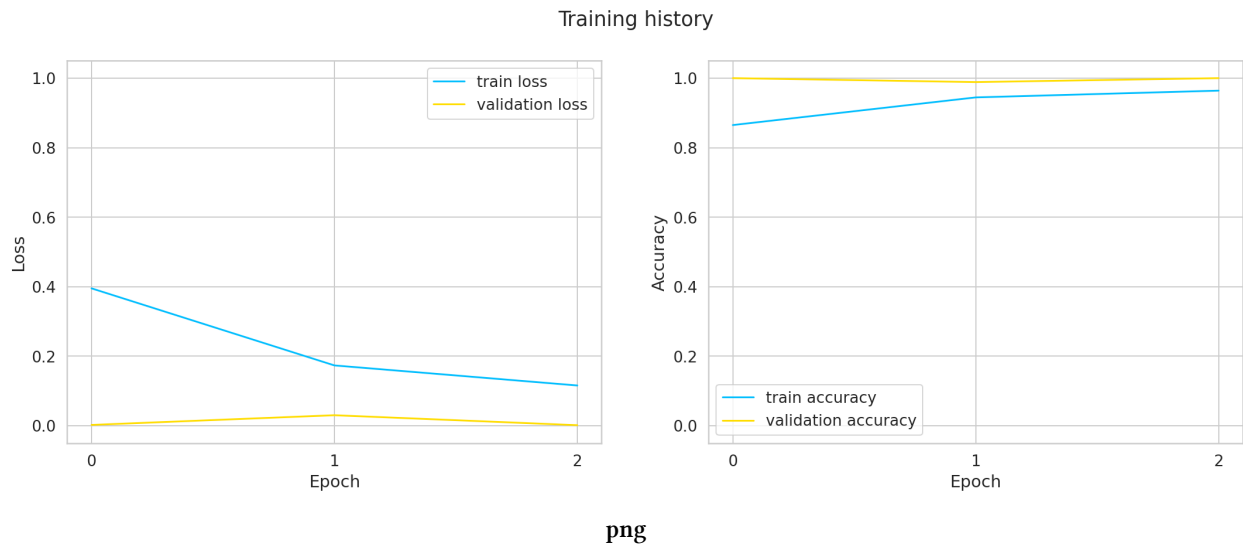 Training history
1.0
0.8
0.6
0.4
0.2
0.0
Loss
train loss
validation loss
0 1 2
Epoch
1.0
0.8
0.6
0.4
0.2
0.0
Accuracy
train accuracy
validation accuracy
0 1 2
Epoch
png